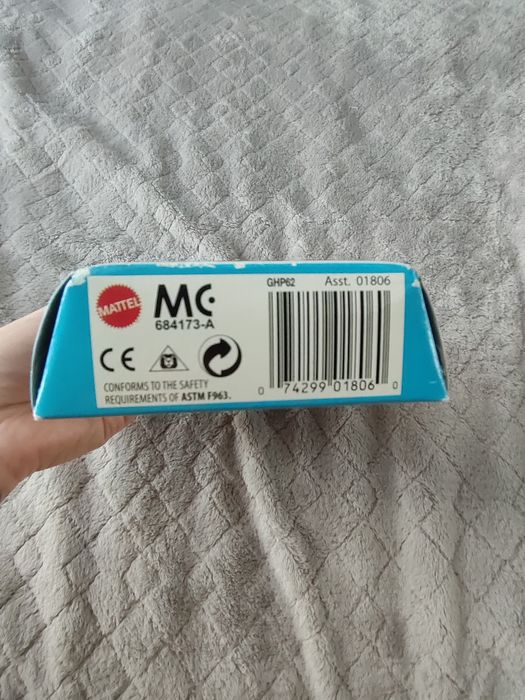 MATTEL
MC
684173-A
CE
CONFORMS TO THE SAFETY
REQUIREMENTS OF ASTM F963.
GHP62 Asst. 01806
0 74299 01806 0